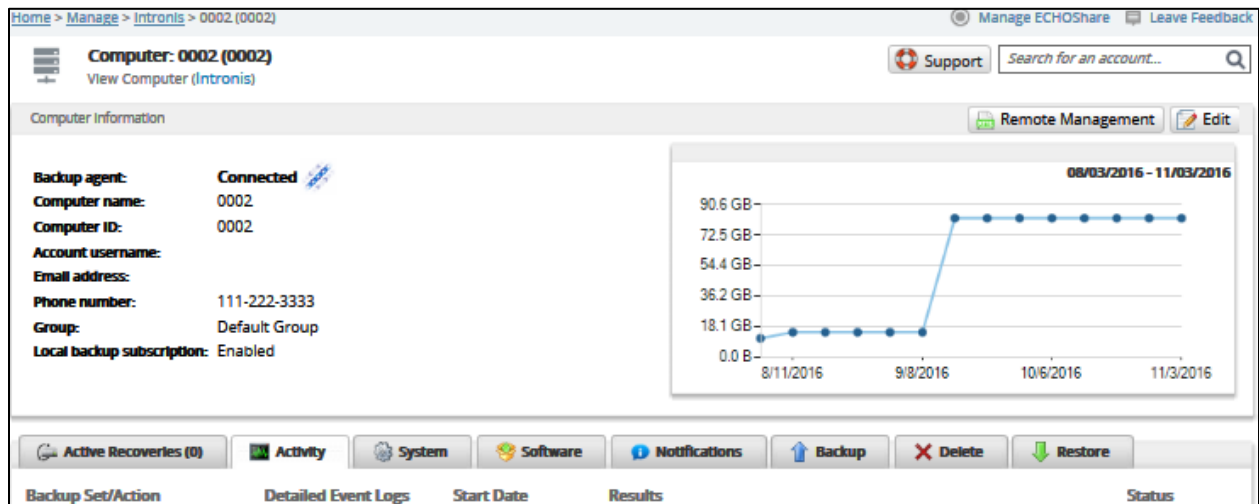 Home > Manage > Intronis > 0002 (0002)
Manage ECHOShare
Leave Feedback
Computer: 0002 (0002)
View Computer (Intronis)
Support
Search for an account...
Computer Information
Remote Management
Edit
Backup agent: Connected
Computer name: 0002
Computer ID: 0002
Account username:
Email address:
Phone number: 111-222-3333
Group: Default Group
Local backup subscription: Enabled
08/03/2016 - 11/03/2016
90.6 GB
72.5 GB
54.4 GB
36.2 GB
18.1 GB
0.0 B
8/11/2016 9/8/2016 10/6/2016 11/3/2016
Active Recoveries (0) Activity System Software Notifications Backup Delete Restore
Backup Set/Action Detailed Event Logs Start Date Results Status